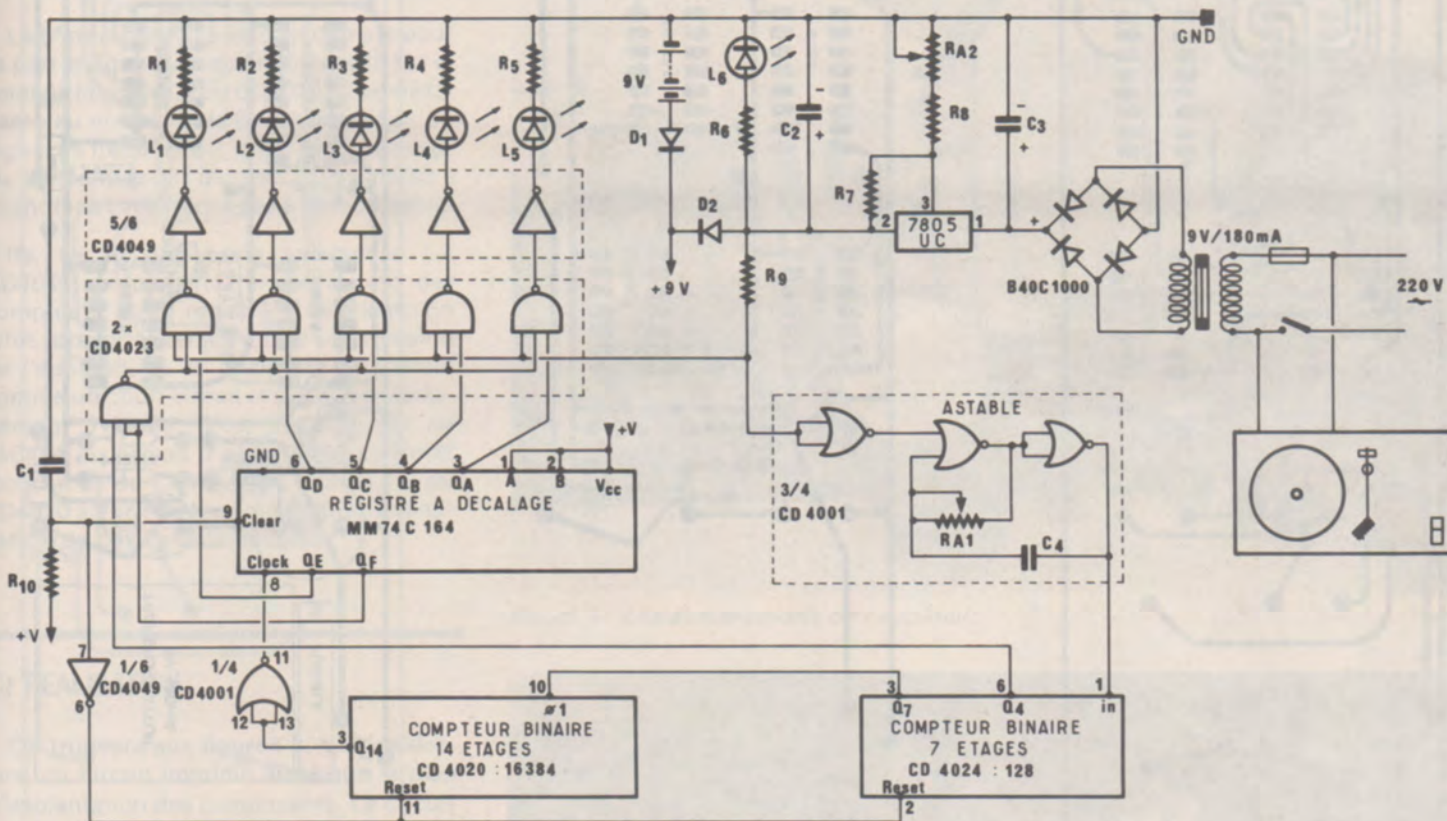 GND
R1
R2
R3
R4
R5
L1
L2
L3
L4
L5
9V
D1
L6
R6
C2
-
+
RA2
R8
C3
-
+
R7
D2
2
3
7805
UC
1
+
+9V
R9
B40C1000
9V/180mA
220V
~
5/6
CD4049
2×
CD4023
C1
R10
+V
GND
6
5
4
3
1
2
+V
QD
QC
QB
QA
A
B
Vcc
REGISTRE A DECALAGE
MM74C164
9
Clear
Clock
QE
QF
8
ASTABLE
3/4
CD 4001
RA1
C4
7
1/6
CD4049
6
1/4
CD4001
11
12
13
10
ø1
COMPTEUR BINAIRE
14 ETAGES
CD 4020 : 16384
3
Q14
Reset
11
3
6
1
Q7
Q4
in
COMPTEUR BINAIRE
7 ETAGES
CD 4024 : 128
Reset
2